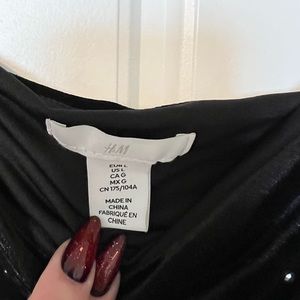 H&M
EUR L
US L
CA G
MX G
CN 175/104A
MADE IN
CHINA
FABRIQUÉ EN
CHINE